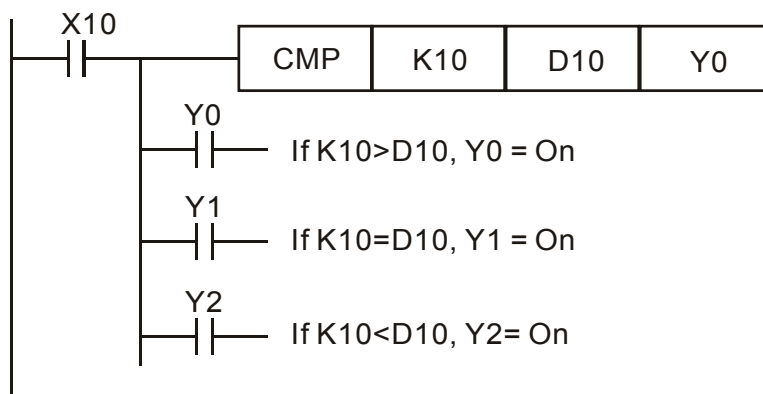 X10
CMP K10 D10 Y0
Y0
If K10>D10, Y0 = On
Y1
If K10=D10, Y1 = On
Y2
If K10<D10, Y2= On